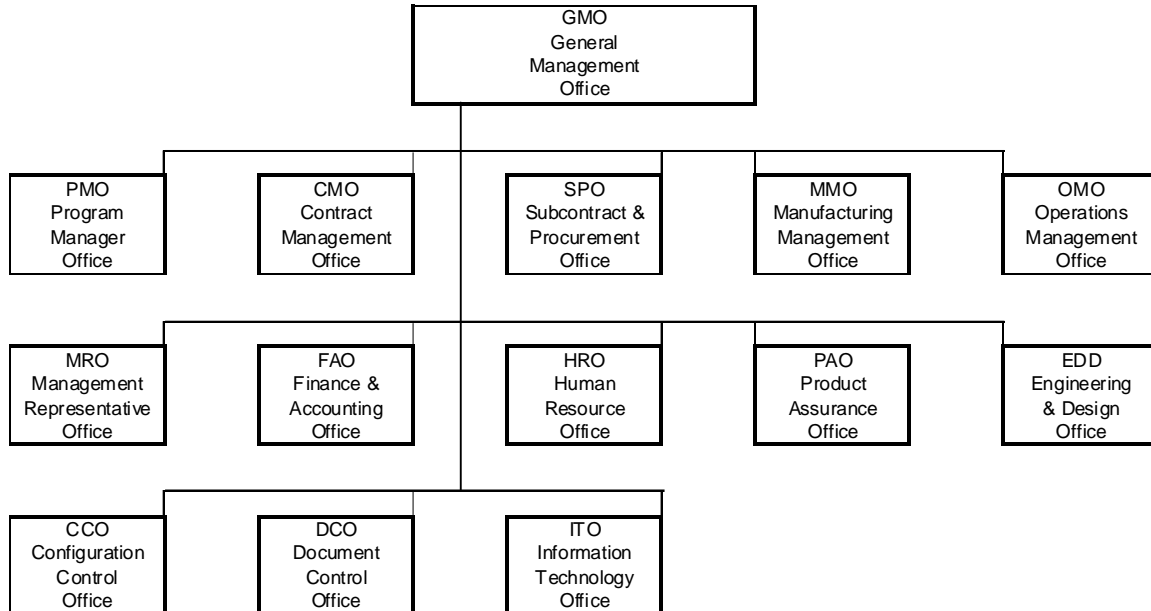 GMO
General
Management
Office
PMO
Program
Manager
Office
CMO
Contract
Management
Office
SPO
Subcontract &
Procurement
Office
MMO
Manufacturing
Management
Office
OMO
Operations
Management
Office
MRO
Management
Representative
Office
FAO
Finance &
Accounting
Office
HRO
Human
Resource
Office
PAO
Product
Assurance
Office
EDD
Engineering
& Design
Office
CCO
Configuration
Control
Office
DCO
Document
Control
Office
ITO
Information
Technology
Office